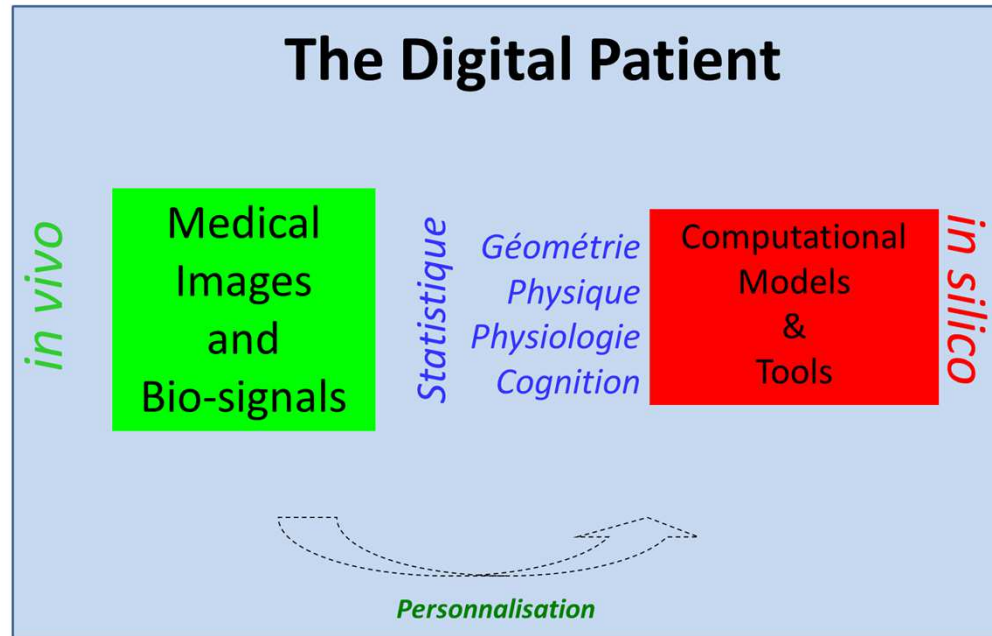 The Digital Patient
in vivo
Medical
Images
and
Bio-signals
Statistique
Géométrie
Physique
Physiologie
Cognition
Computational
Models
&
Tools
in silico
Personnalisation